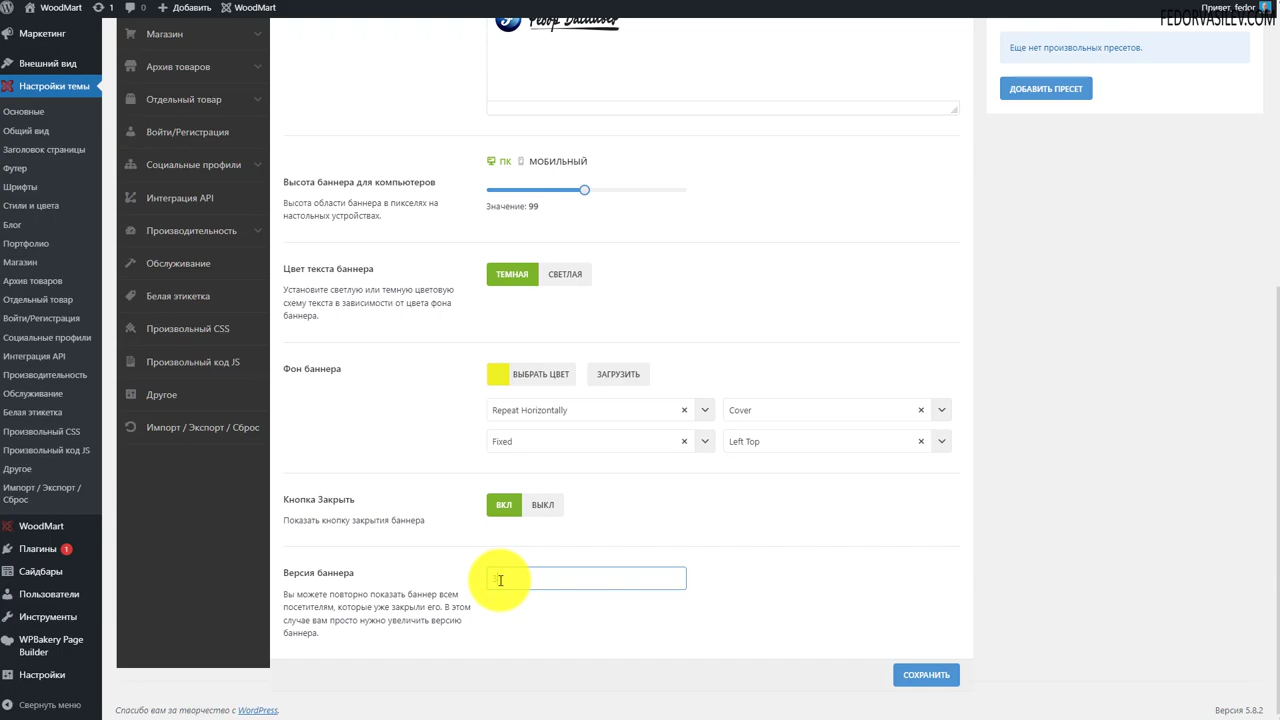 WoodMart
1
0
Добавить
WoodMart
Привет, fedor
FEDORVASILEV.COM
Маркетинг
Внешний вид
Настройки темы
Основные
Общий вид
Заголовок страницы
Футер
Шрифты
Стили и цвета
Блог
Портфолио
Магазин
Архив товаров
Отдельный товар
Войти/Регистрация
Социальные профили
Интеграция API
Производительность
Обслуживание
Белая этикетка
Произвольный CSS
Произвольный код JS
Другое
Импорт / Экспорт /
Сброс
WoodMart
Плагины 1
Сайдбары
Пользователи
Инструменты
WPBakery Page
Builder
Настройки
Свернуть меню
Магазин
Архив товаров
Отдельный товар
Войти/Регистрация
Социальные профили
Интеграция API
Производительность
Обслуживание
Белая этикетка
Произвольный CSS
Произвольный код JS
Другое
Импорт / Экспорт / Сброс
ПК МОБИЛЬНЫЙ
Высота баннера для компьютеров
Высота области баннера в пикселях на
настольных устройствах.
Значение: 99
Цвет текста баннера
Установите светлую или темную цветовую
схему текста в зависимости от цвета фона
баннера.
ТЕМНАЯ СВЕТЛАЯ
Фон баннера
ВЫБРАТЬ ЦВЕТ ЗАГРУЗИТЬ
Repeat Horizontally
Cover
Fixed
Left Top
Кнопка Закрыть
Показать кнопку закрытия баннера
ВКЛ ВЫКЛ
Версия баннера
Вы можете повторно показать баннер всем
посетителям, которые уже закрыли его. В этом
случае вам просто нужно увеличить версию
баннера.
СОХРАНИТЬ
Еще нет произвольных пресетов.
ДОБАВИТЬ ПРЕСЕТ
Спасибо вам за творчество с WordPress.
Версия 5.8.2